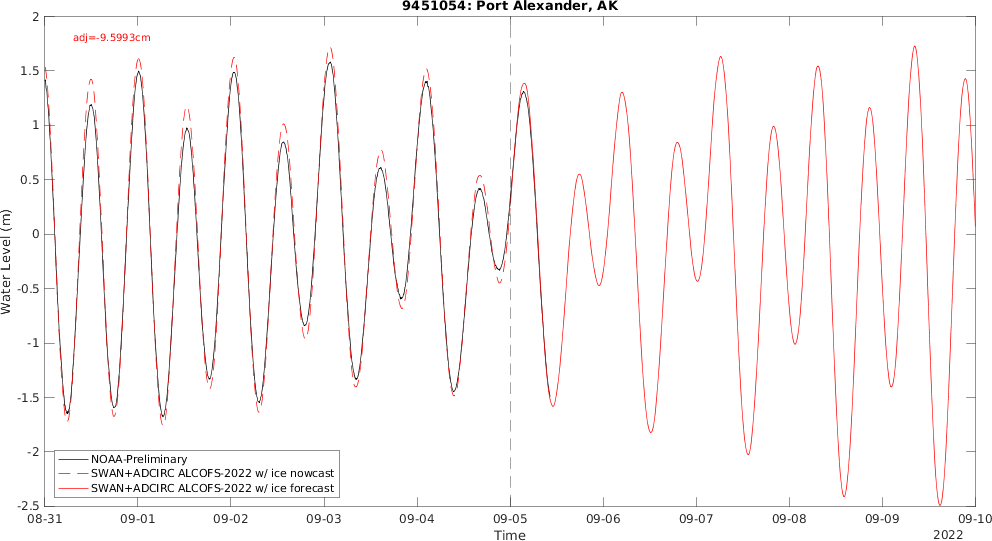 9451054: Port Alexander, AK
adj=-9.5993cm
2
1.5
1
0.5
0
-0.5
-1
-1.5
-2
-2.5
Water Level (m)
NOAA-Preliminary
SWAN+ADCIRC ALCOFS-2022 w/ ice nowcast
SWAN+ADCIRC ALCOFS-2022 w/ ice forecast
08-31 09-01 09-02 09-03 09-04 09-05 09-06 09-07 09-08 09-09 09-10
Time
2022